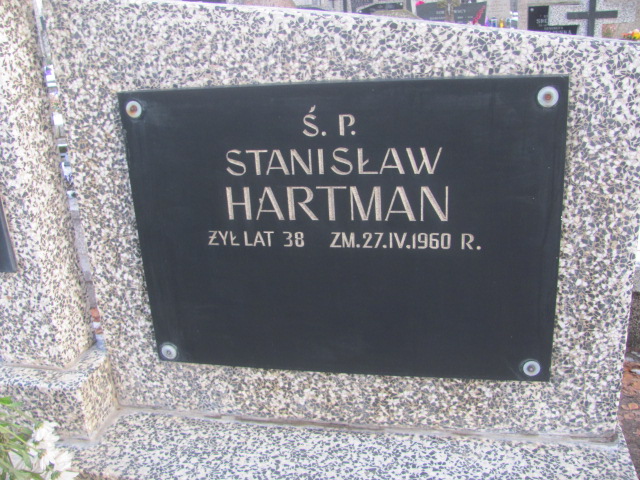 Ś. P.
STANISŁAW
HARTMAN
ŻYŁ LAT 38 ZM. 27.IV.1960 R.